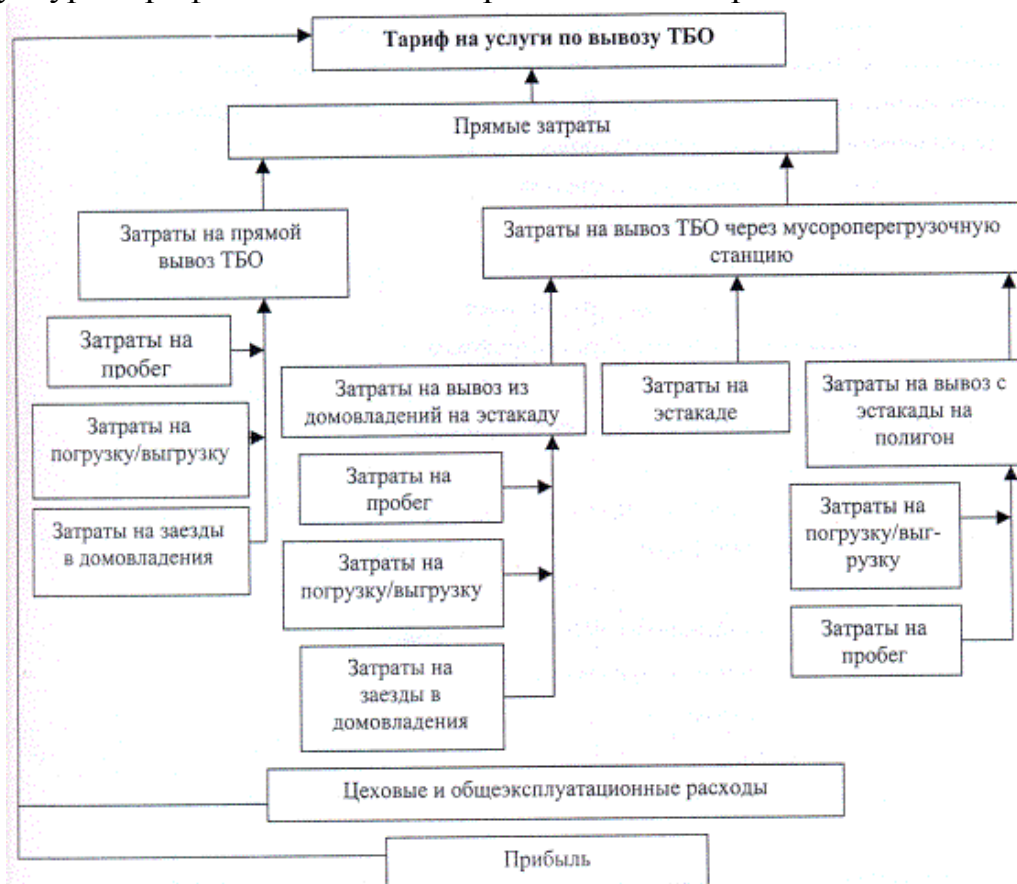 Тариф на услуги по вывозу ТБО
Прямые затраты
Затраты на прямой
вывоз ТБО
Затраты на вывоз ТБО через мусороперегрузочную
станцию
Затраты на
пробег
Затраты на
погрузку/выгрузку
Затраты на заезды
в домовладения
Затраты на вывоз из
домовладений на эстакаду
Затраты на
пробег
Затраты на
погрузку/выгрузку
Затраты на
заезды в
домовладения
Затраты на
эстакаде
Затраты на вывоз с
эстакады на
полигон
Затраты на
погрузку/выг-
рузку
Затраты на
пробег
Цеховые и общеэксплуатационные расходы
Прибыль